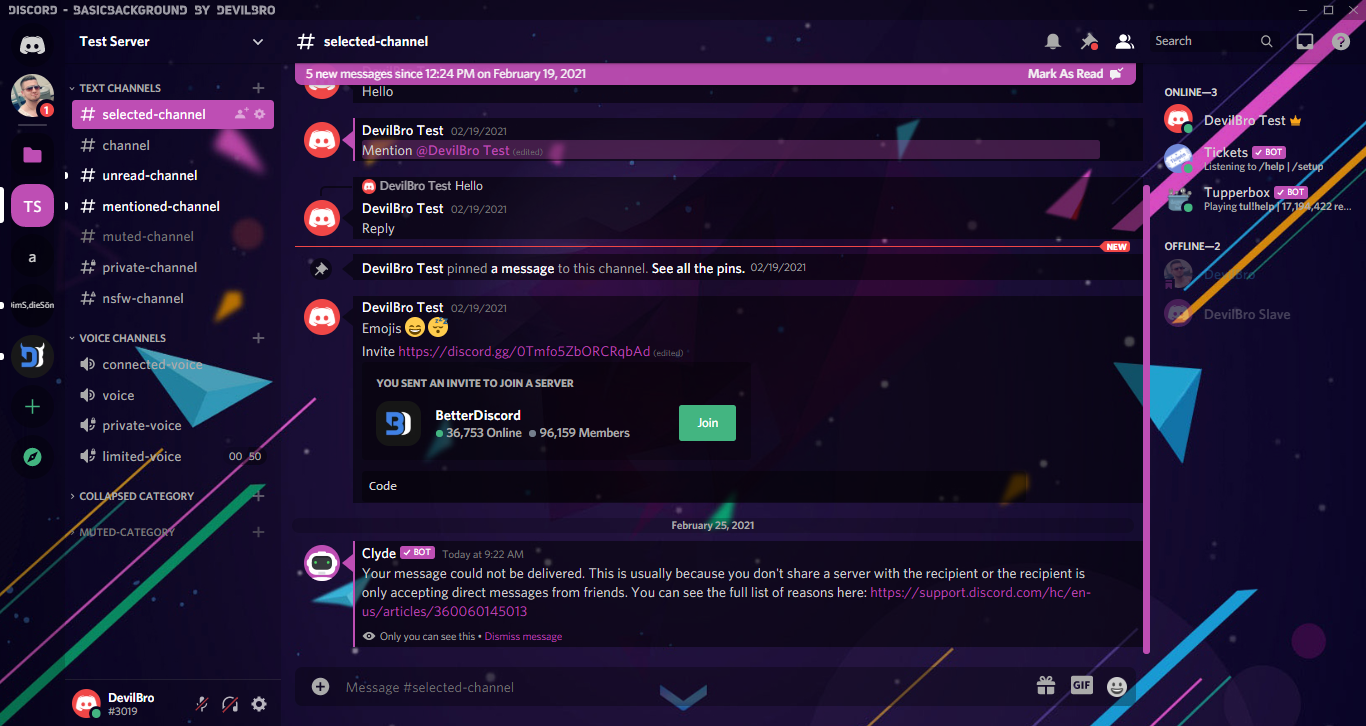 DISCORD - BASICBACKGROUND BY DEVILBRO
Test Server
selected-channel
Search
5 new messages since 12:24 PM on February 19, 2021
Mark As Read
1
TS
a
TEXT CHANNELS
selected-channel
channel
unread-channel
mentioned-channel
muted-channel
private-channel
nsfw-channel
VOICE CHANNELS
connected-voice
voice
private-voice
limited-voice 00 50
COLLAPSED CATEGORY
MUTED-CATEGORY
DevilBro
#3019
Hello
DevilBro Test 02/19/2021
Mention @DevilBro Test (edited)
DevilBro Test Hello
DevilBro Test 02/19/2021
Reply
NEW
DevilBro Test pinned a message to this channel. See all the pins. 02/19/2021
DevilBro Test 02/19/2021
Emojis
Invite https://discord.gg/0Tmfo5ZbORCRqbAd (edited)
YOU SENT AN INVITE TO JOIN A SERVER
BetterDiscord
36,753 Online 96,159 Members
Join
Code
February 25, 2021
Clyde BOT Today at 9:22 AM
Your message could not be delivered. This is usually because you don't share a server with the recipient or the recipient is
only accepting direct messages from friends. You can see the full list of reasons here: https://support.discord.com/hc/en-
us/articles/360060145013
Only you can see this • Dismiss message
Message #selected-channel
GIF
ONLINE—3
DevilBro Test
Tickets BOT
Listening to /help | /setup
Tupperbox BOT
Playing tul!help | 17,194,422 re...
OFFLINE—2
DevilBro
DevilBro Slave